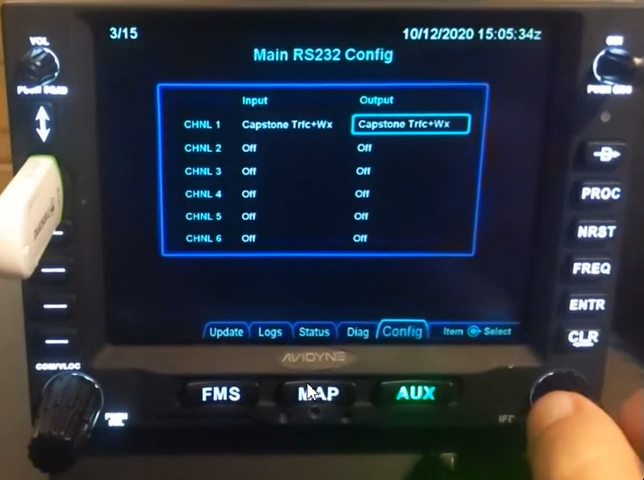 3/15 10/12/2020 15:05:34z
VOL
Main RS232 Config
Input Output
CHNL 1 Capstone Trfc+Wx Capstone Trfc+Wx
CHNL 2 Off Off
CHNL 3 Off Off
CHNL 4 Off Off
CHNL 5 Off Off
CHNL 6 Off Off
PROC
NRST
FREQ
ENTR
CLR
Update Logs Status Diag Config Item Select
AVIDYNE
COM/VLOC
FMS MAP AUX
IFD